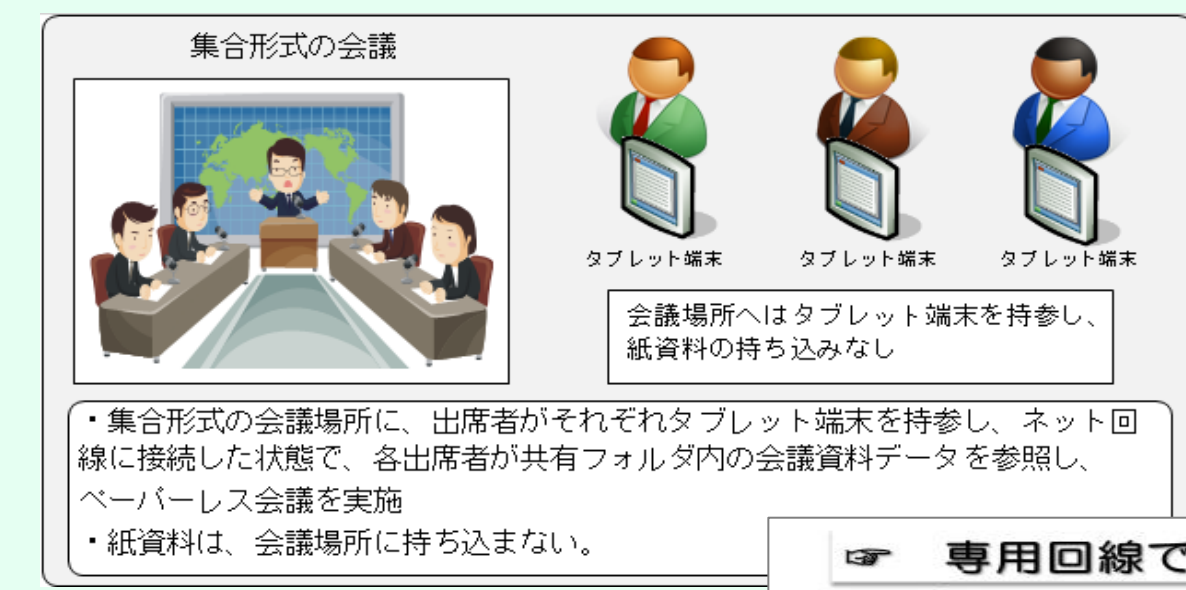 集合形式の会議
タブレット端末
タブレット端末
タブレット端末
会議場所へはタブレット端末を持参し、
紙資料の持ち込みなし
・集合形式の会議場所に、出席者がそれぞれタブレット端末を持参し、ネット回
線に接続した状態で、各出席者が共有フォルダ内の会議資料データを参照し、
ペーパーレス会議を実施
・紙資料は、会議場所に持ち込まない。
☞ 専用回線で